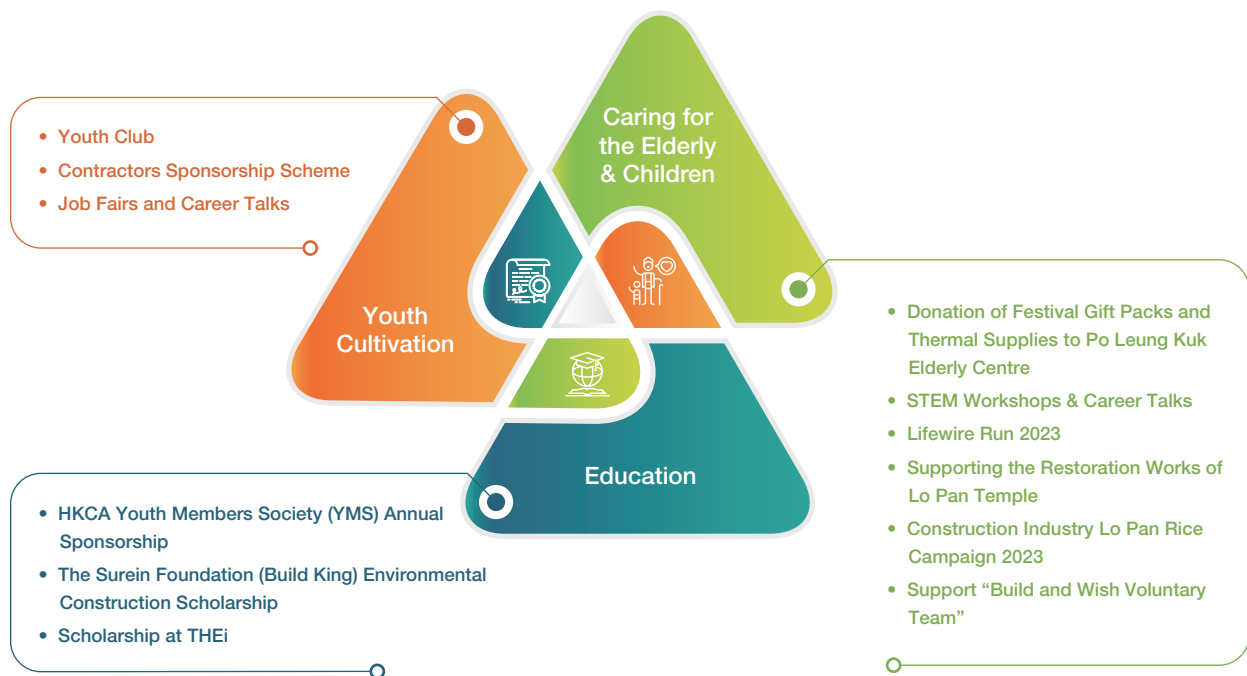 • Youth Club
• Contractors Sponsorship Scheme
• Job Fairs and Career Talks
Youth
Cultivation
Caring for
the Elderly
& Children
• Donation of Festival Gift Packs and
Thermal Supplies to Po Leung Kuk
Elderly Centre
• STEM Workshops & Career Talks
• Lifewire Run 2023
• Supporting the Restoration Works of
Lo Pan Temple
• Construction Industry Lo Pan Rice
Campaign 2023
• Support “Build and Wish Voluntary
Team”
Education
• HKCA Youth Members Society (YMS) Annual
Sponsorship
• The Surein Foundation (Build King) Environmental
Construction Scholarship
• Scholarship at THEi